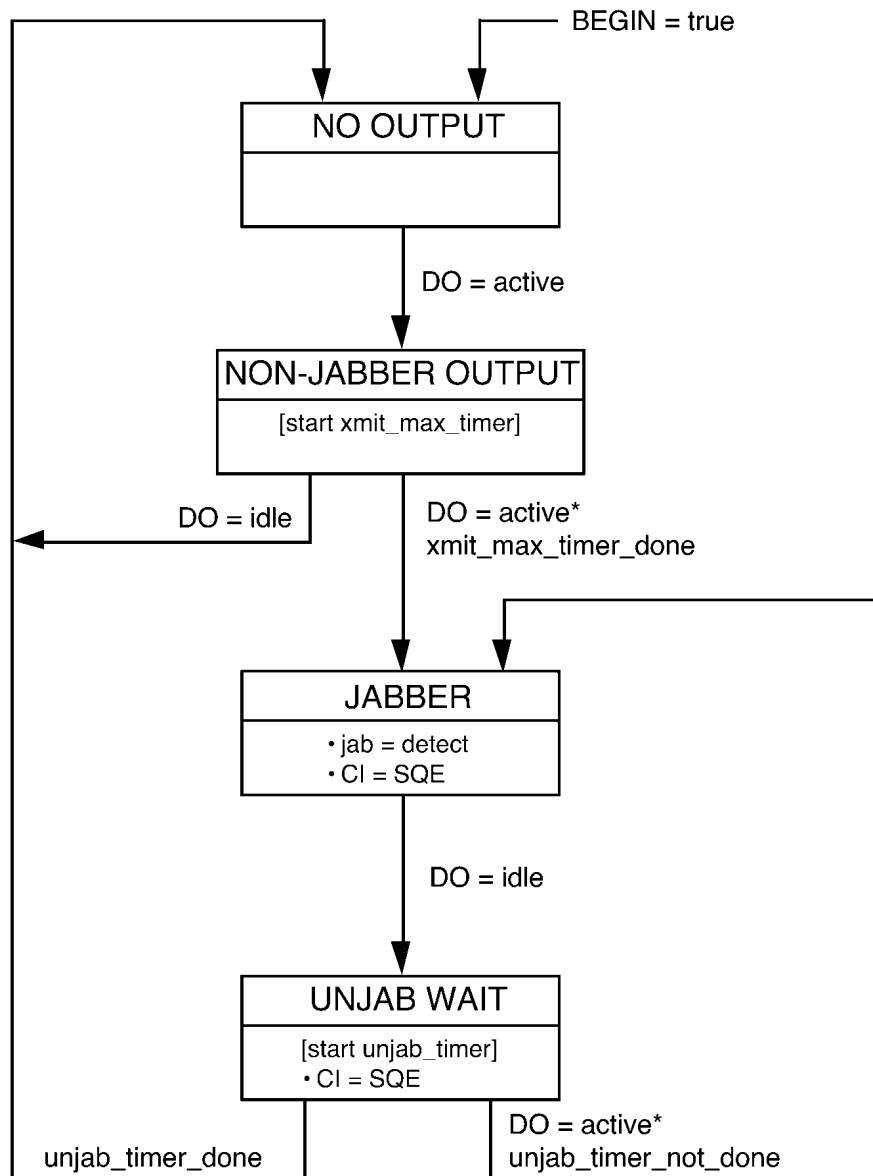 BEGIN = true
NO OUTPUT
DO = active
NON-JABBER OUTPUT
[start xmit_max_timer]
DO = idle
DO = active*
xmit_max_timer_done
JABBER
• jab = detect
• CI = SQE
DO = idle
UNJAB WAIT
[start unjab_timer]
• CI = SQE
unjab_timer_done
DO = active*
unjab_timer_not_done